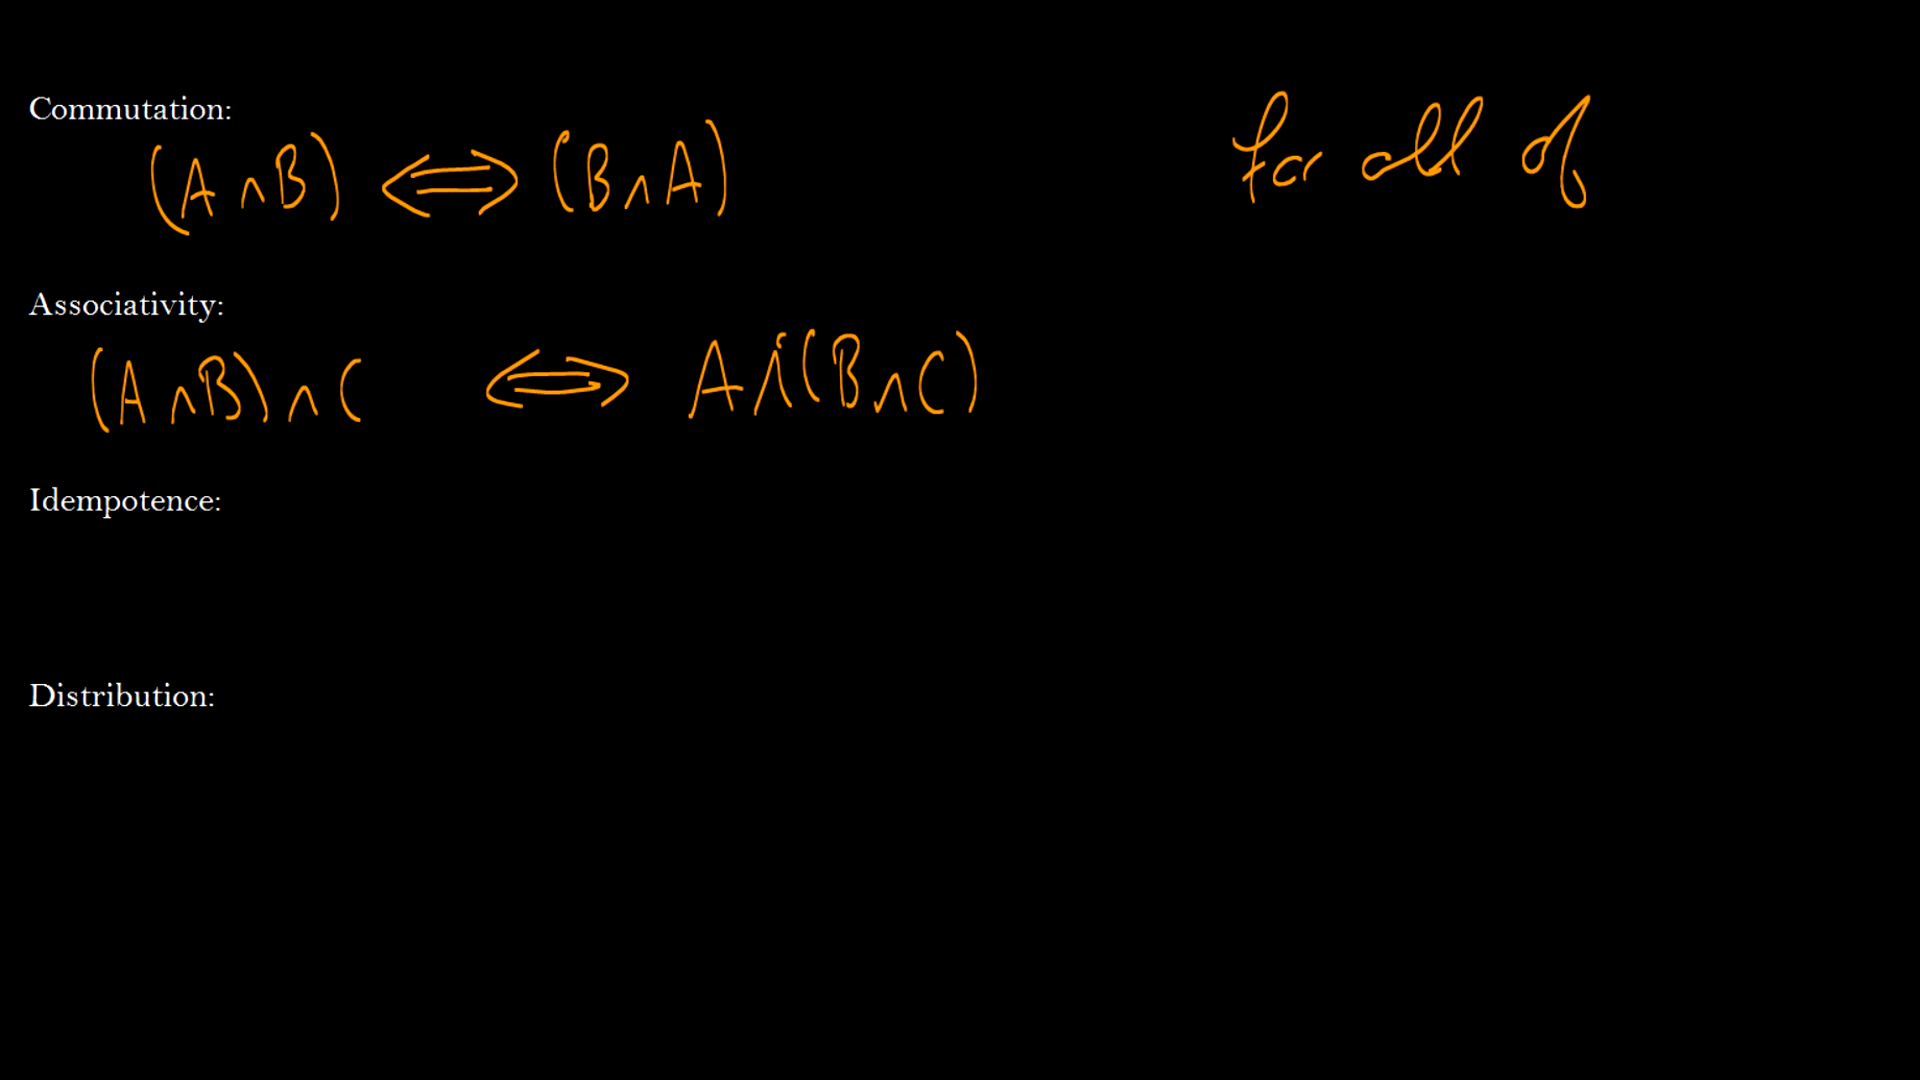 Commutation:
(A ∧ B) ⟺ (B ∧ A)
for all of
Associativity:
(A ∧ B) ∧ C ⟺ A ∧ (B ∧ C)
Idempotence:
Distribution: